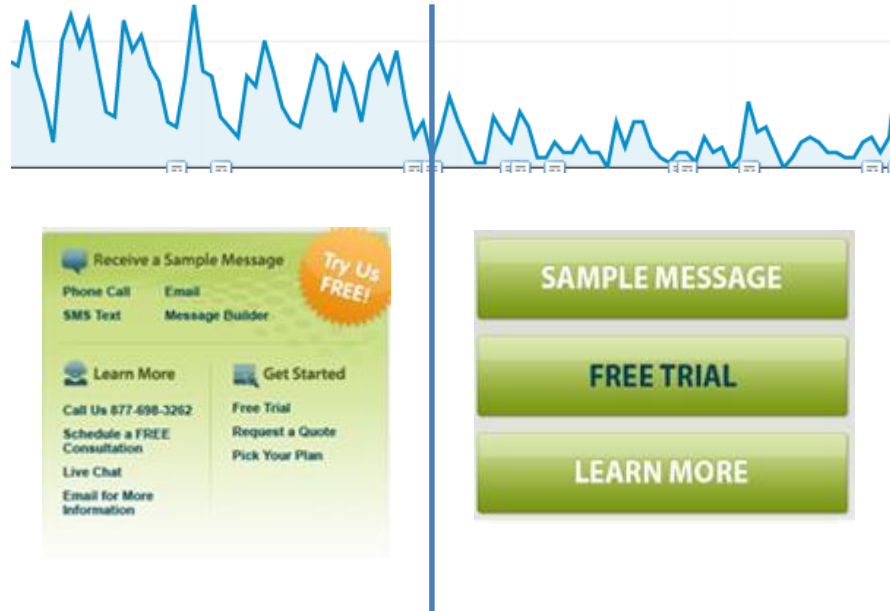 Receive a Sample Message
Try Us
FREE!
Phone Call Email
SMS Text Message Builder
Learn More
Call Us 877-698-3262
Schedule a FREE
Consultation
Live Chat
Email for More
Information
Get Started
Free Trial
Request a Quote
Pick Your Plan
SAMPLE MESSAGE
FREE TRIAL
LEARN MORE